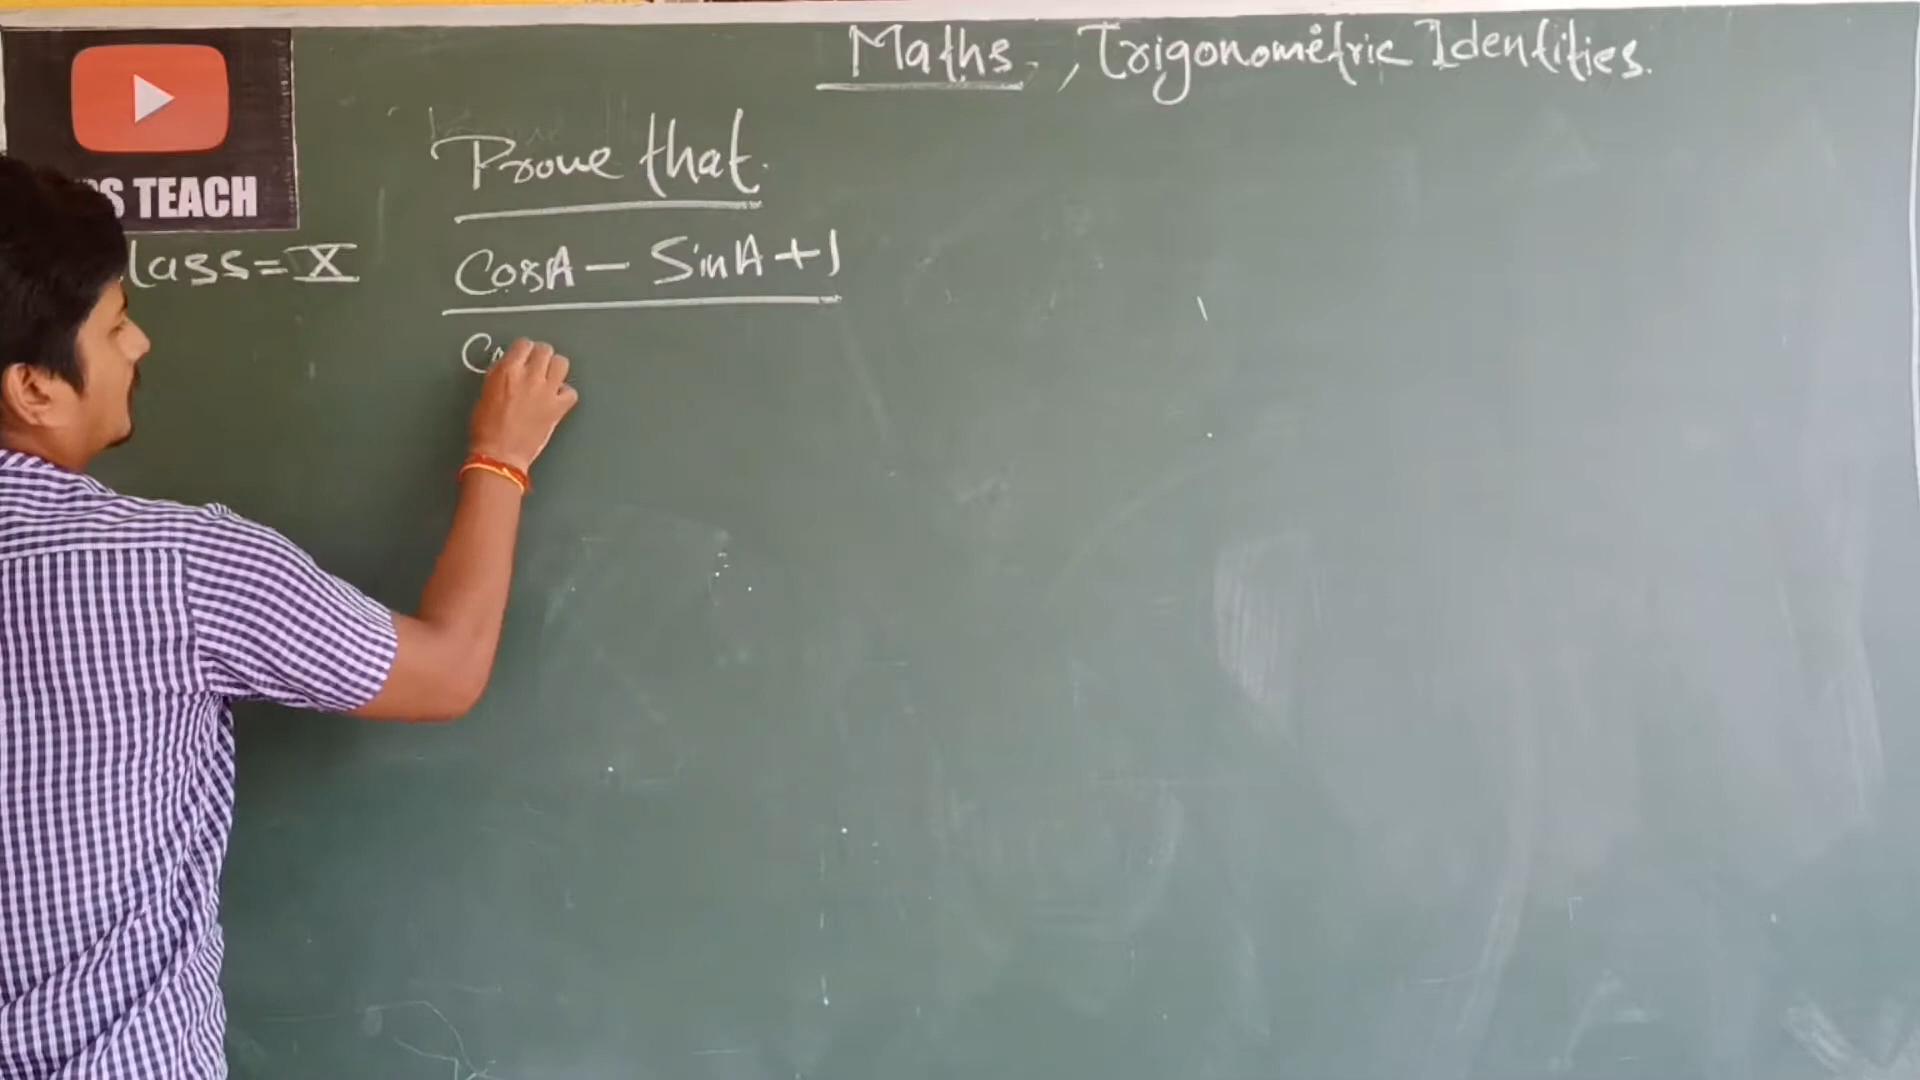 Maths, Trigonometric Identities.
Prove that.
S TEACH
lass = X
CosA - SinA + 1